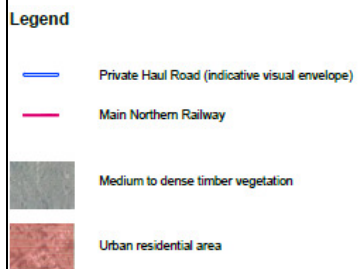 Legend
Private Haul Road (indicative visual envelope)
Main Northern Railway
Medium to dense timber vegetation
Urban residential area